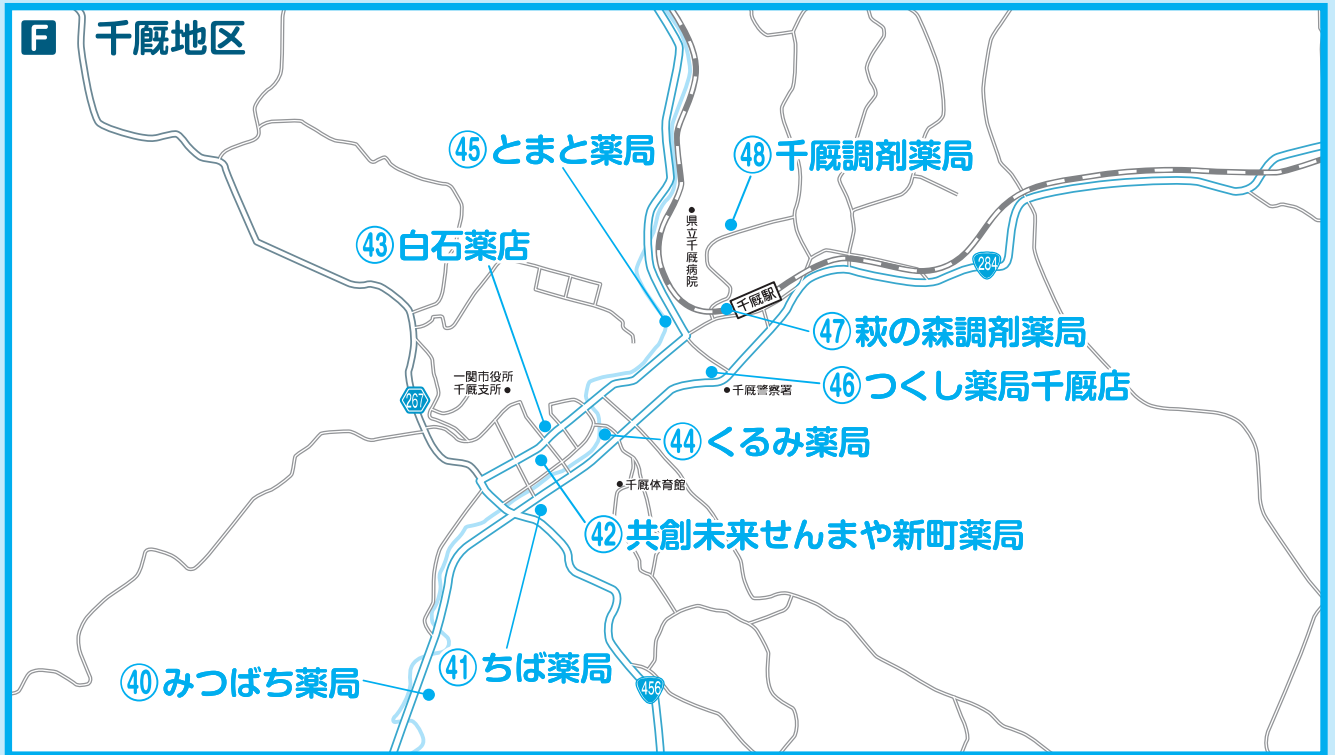 F 千厩地区
㊺とまと薬局
㊽千厩調剤薬局
県立千厩病院
㊸白石薬店
284
千厩駅
㊼萩の森調剤薬局
一関市役所
千厩支所
267
㊻つくし薬局千厩店
千厩警察署
㊹くるみ薬局
千厩体育館
㊷共創未来せんまや新町薬局
㊶ちば薬局
㊵みつばち薬局
456